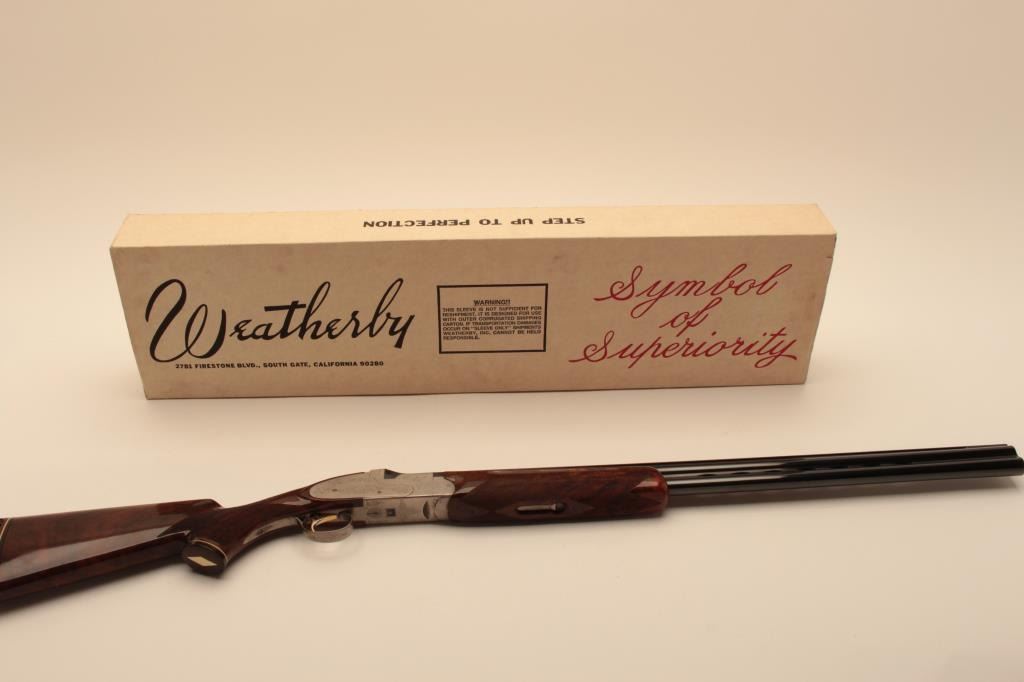 STEP UP TO PERFECTION
Weatherby
2781 FIRESTONE BLVD., SOUTH GATE, CALIFORNIA 90280
WARNING!!
THIS SLEEVE IS NOT SUFFICIENT FOR
RESHIPMENT, IT IS DESIGNED FOR USE
WITH OUTER CORRUGATED SHIPPING
CARTON. IF TRANSPORTATION DAMAGES
OCCUR ON "SLEEVE ONLY" SHIPMENTS
WEATHERBY, INC. CANNOT BE HELD
RESPONSIBLE.
Symbol
of
Superiority